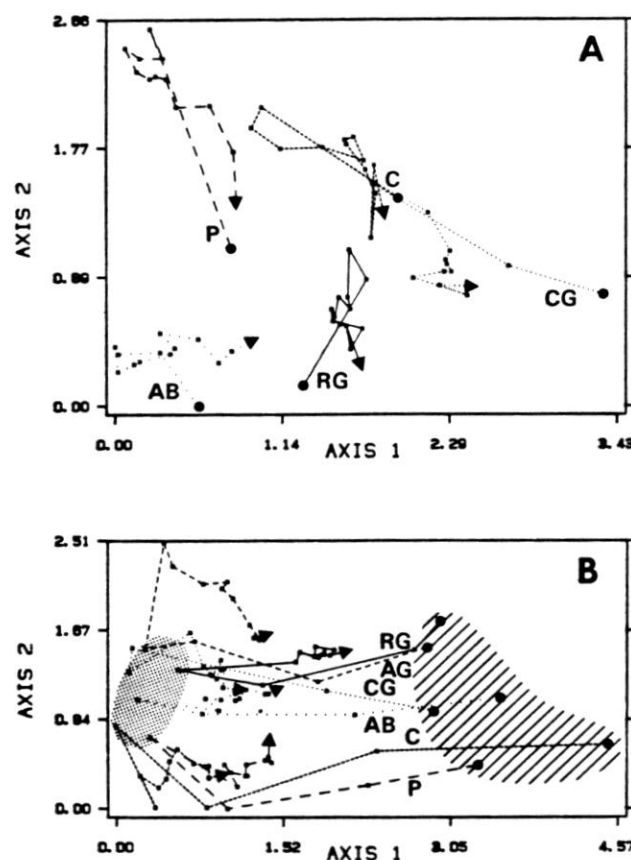 A
2.66
1.77
0.88
0.00
AXIS 2
P
C
CG
AB
RG
0.00 1.14 2.29 3.43
AXIS 1
B
2.51
1.67
0.84
0.00
AXIS 2
RG
AG
CG
AB
C
P
0.00 1.52 3.05 4.57
AXIS 1